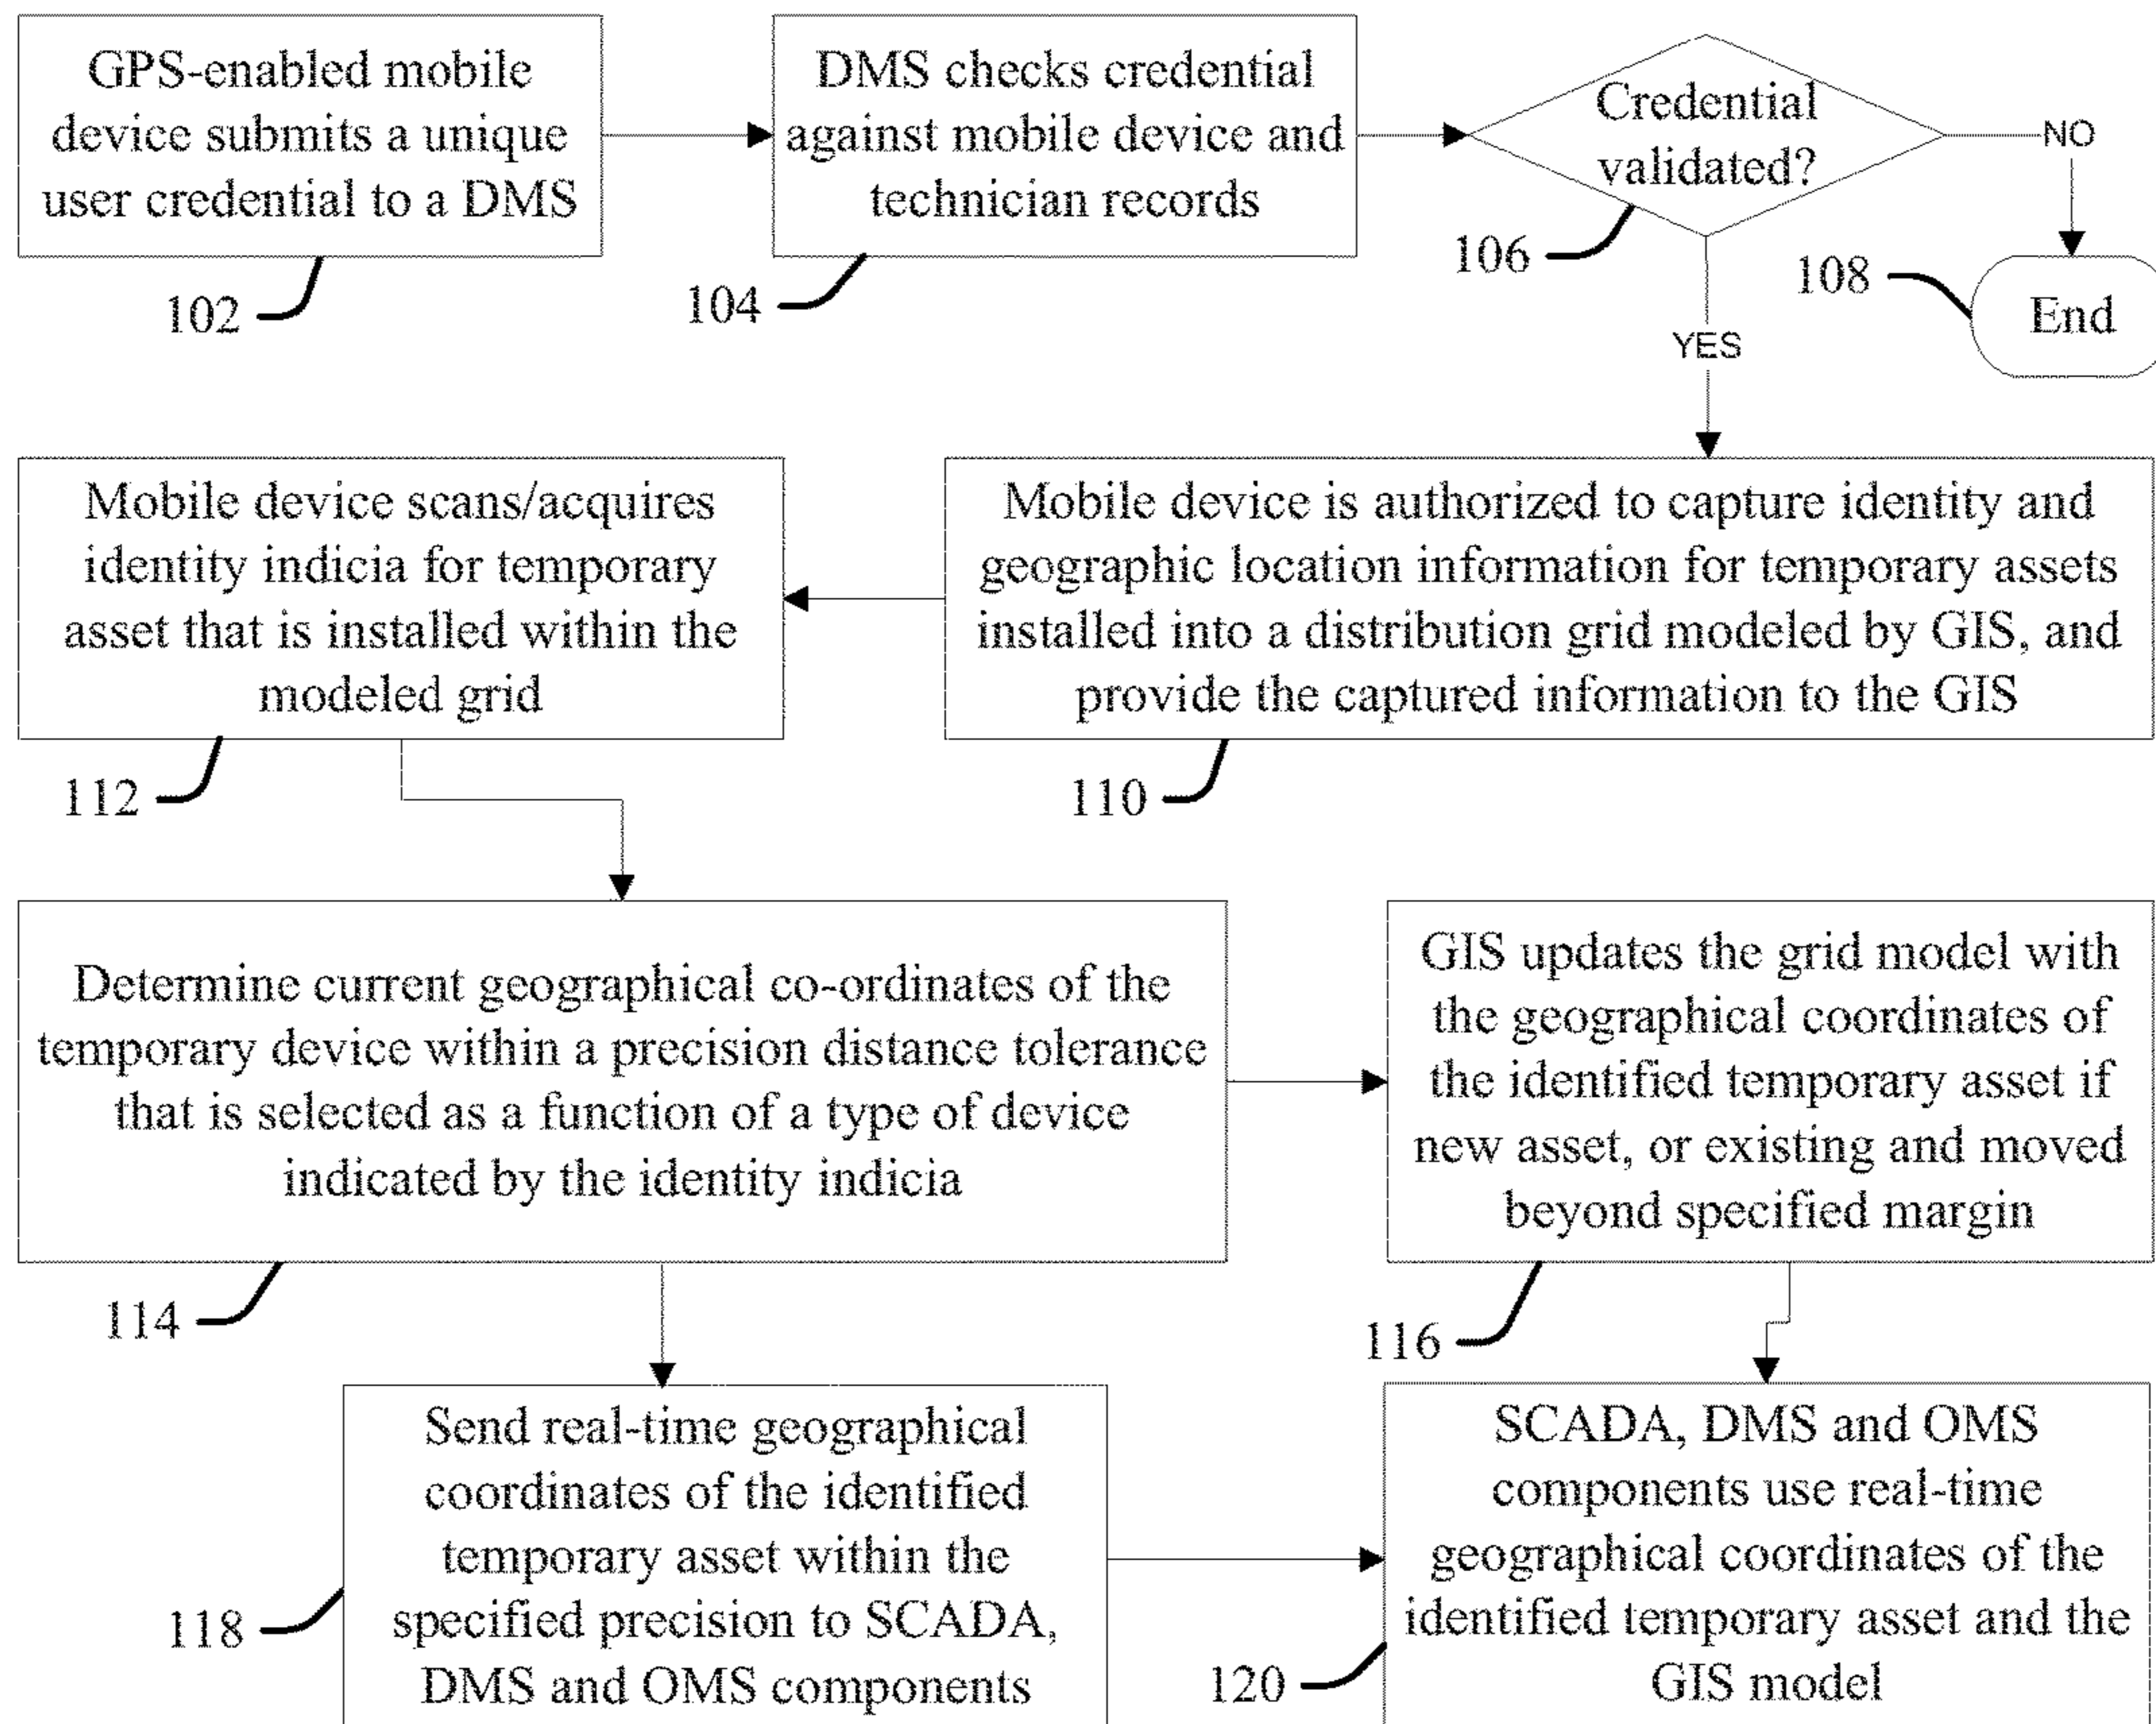 GPS-enabled mobile
device submits a unique
user credential to a DMS
102
DMS checks credential
against mobile device and
technician records
104
Credential
validated?
106
NO
108
End
YES
Mobile device is authorized to capture identity and
geographic location information for temporary assets
installed into a distribution grid modeled by GIS, and
provide the captured information to the GIS
110
Mobile device scans/acquires
identity indicia for temporary
asset that is installed within the
modeled grid
112
Determine current geographical co-ordinates of the
temporary device within a precision distance tolerance
that is selected as a function of a type of device
indicated by the identity indicia
114
GIS updates the grid model with
the geographical coordinates of
the identified temporary asset if
new asset, or existing and moved
beyond specified margin
116
Send real-time geographical
coordinates of the identified
temporary asset within the
specified precision to SCADA,
DMS and OMS components
118
SCADA, DMS and OMS
components use real-time
geographical coordinates of the
identified temporary asset and the
GIS model
120